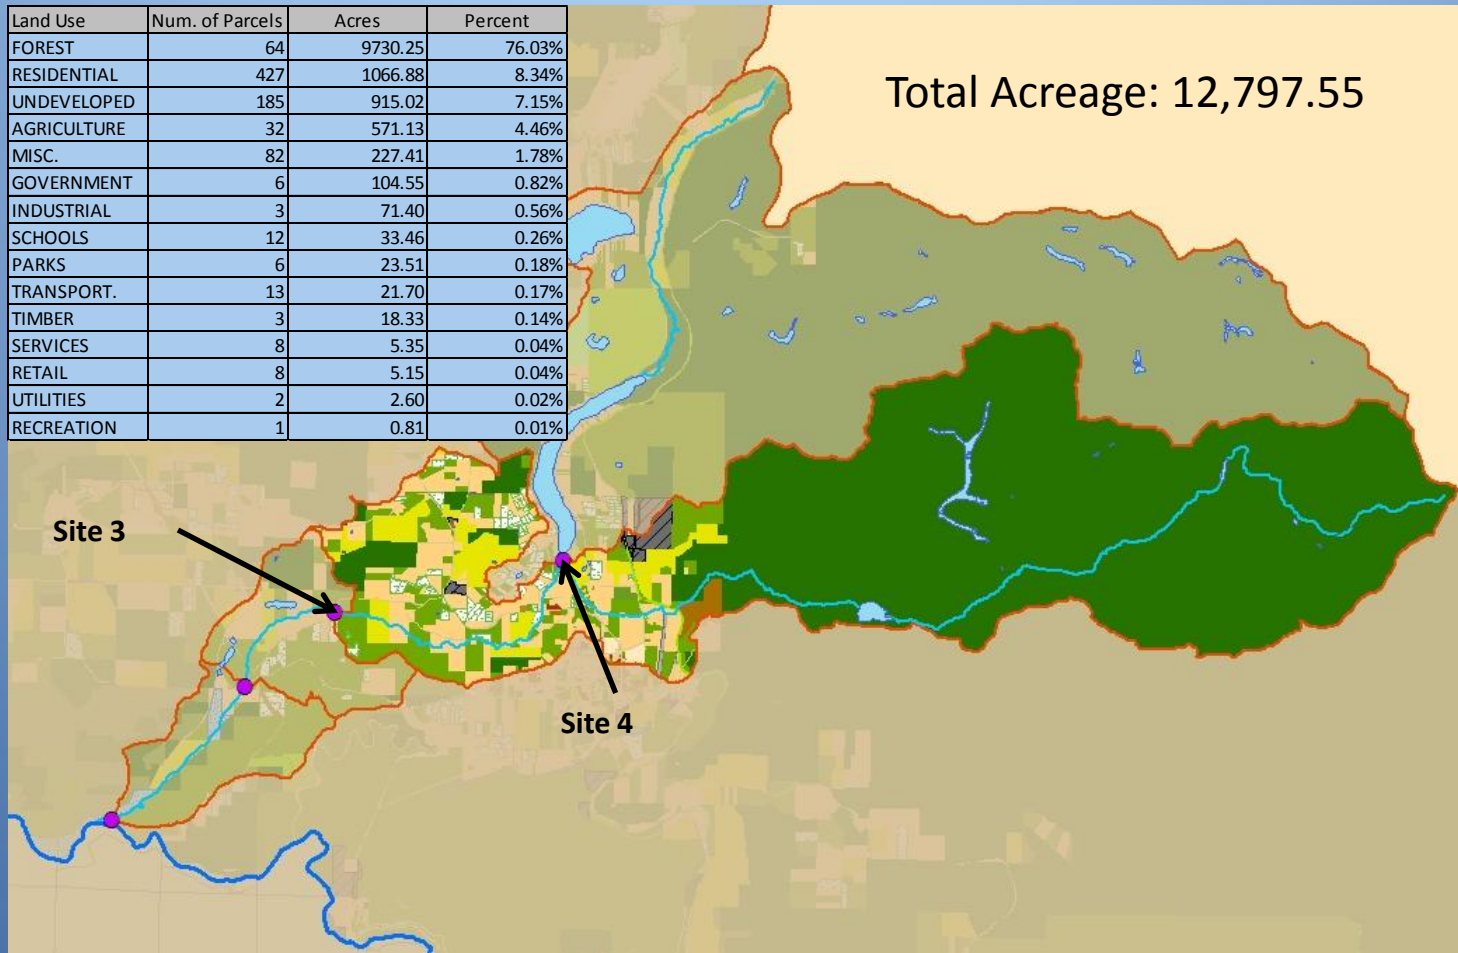 Land Use Num. of Parcels Acres Percent
FOREST 64 9730.25 76.03%
RESIDENTIAL 427 1066.88 8.34%
UNDEVELOPED 185 915.02 7.15%
AGRICULTURE 32 571.13 4.46%
MISC. 82 227.41 1.78%
GOVERNMENT 6 104.55 0.82%
INDUSTRIAL 3 71.40 0.56%
SCHOOLS 12 33.46 0.26%
PARKS 6 23.51 0.18%
TRANSPORT. 13 21.70 0.17%
TIMBER 3 18.33 0.14%
SERVICES 8 5.35 0.04%
RETAIL 8 5.15 0.04%
UTILITIES 2 2.60 0.02%
RECREATION 1 0.81 0.01%
Total Acreage: 12,797.55
Site 3
Site 4